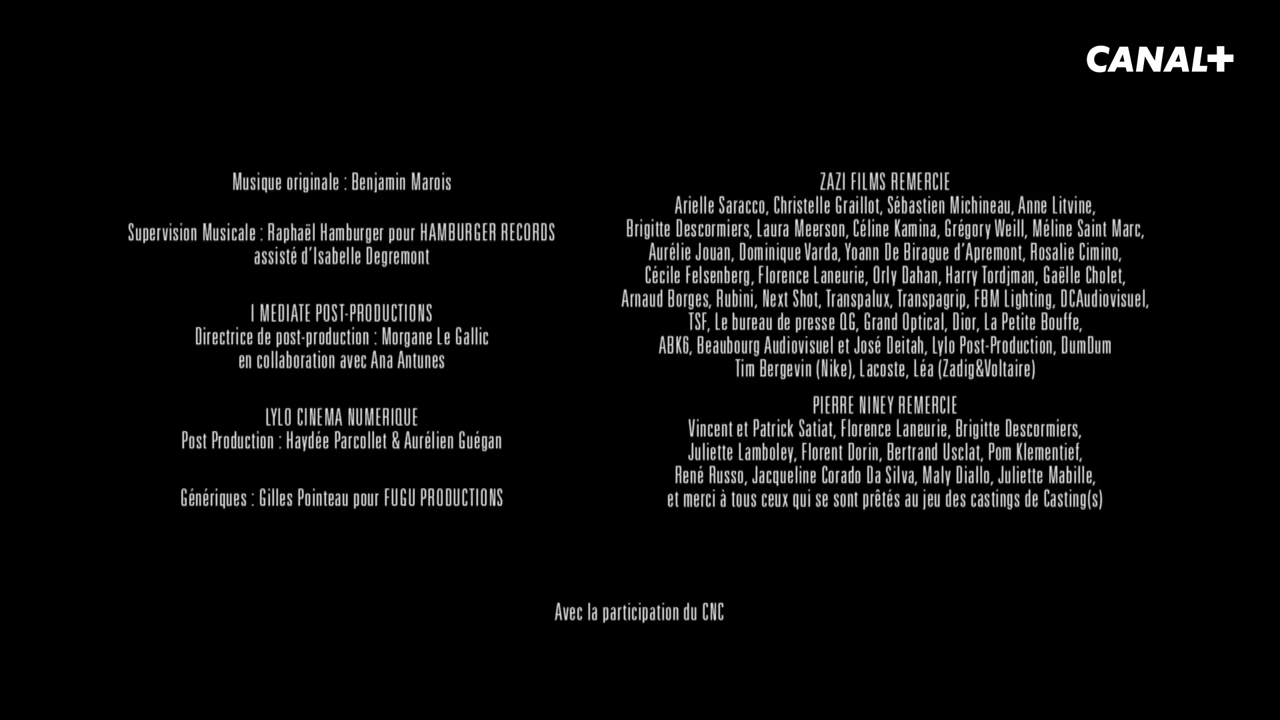 CANAL+
Musique originale : Benjamin Marois
Supervision Musicale : Raphaël Hamburger pour HAMBURGER RECORDS
assisté d'Isabelle Degremont
I MEDIATE POST-PRODUCTIONS
Directrice de post-production : Morgane Le Gallic
en collaboration avec Ana Antunes
LYLO CINEMA NUMERIQUE
Post Production : Haydée Parcollet & Aurélien Guégan
Génériques : Gilles Pointeau pour FUGU PRODUCTIONS
ZAZI FILMS REMERCIE
Arielle Saracco, Christelle Graillot, Sébastien Michineau, Anne Litvine,
Brigitte Descormiers, Laura Meerson, Céline Kamina, Grégory Weill, Méline Saint Marc,
Aurélie Jouan, Dominique Varda, Yoann De Birague d'Apremont, Rosalie Cimino,
Cécile Felsenberg, Florence Laneurie, Orly Dahan, Harry Tordjman, Gaëlle Cholet,
Arnaud Borges, Rubini, Next Shot, Transpalux, Transpagrip, FBM Lighting, DCAudiovisuel,
TSF, Le bureau de presse QG, Grand Optical, Dior, La Petite Bouffe,
ABK6, Beaubourg Audiovisuel et José Deitah, Lylo Post-Production, DumDum
Tim Bergevin (Nike), Lacoste, Léa (Zadig&Voltaire)
PIERRE NINEY REMERCIE
Vincent et Patrick Satiat, Florence Laneurie, Brigitte Descormiers,
Juliette Lamboley, Florent Dorin, Bertrand Usclat, Pom Klementief,
René Russo, Jacqueline Corado Da Silva, Maly Diallo, Juliette Mabille,
et merci à tous ceux qui se sont prêtés au jeu des castings de Casting(s)
Avec la participation du CNC